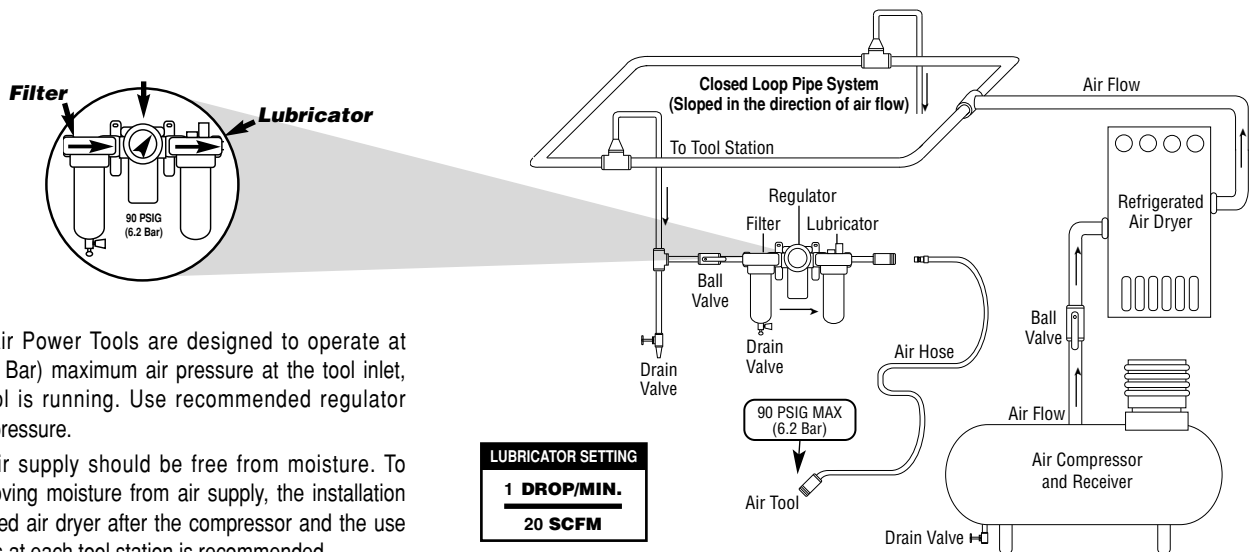 Filter
Lubricator
90 PSIG
(6.2 Bar)
Closed Loop Pipe System
(Sloped in the direction of air flow)
Air Flow
To Tool Station
Refrigerated
Air Dryer
Regulator
Filter
Lubricator
Ball
Valve
Drain
Valve
Drain
Valve
Air Hose
Ball
Valve
Air Flow
90 PSIG MAX
(6.2 Bar)
Air Tool
Air Compressor
and Receiver
Drain Valve
LUBRICATOR SETTING
1 DROP/MIN.
20 SCFM
ir Power Tools are designed to operate at
Bar) maximum air pressure at the tool inlet,
ol is running. Use recommended regulator
pressure.
ir supply should be free from moisture. To
oving moisture from air supply, the installation
ed air dryer after the compressor and the use
s at each tool station is recommended.